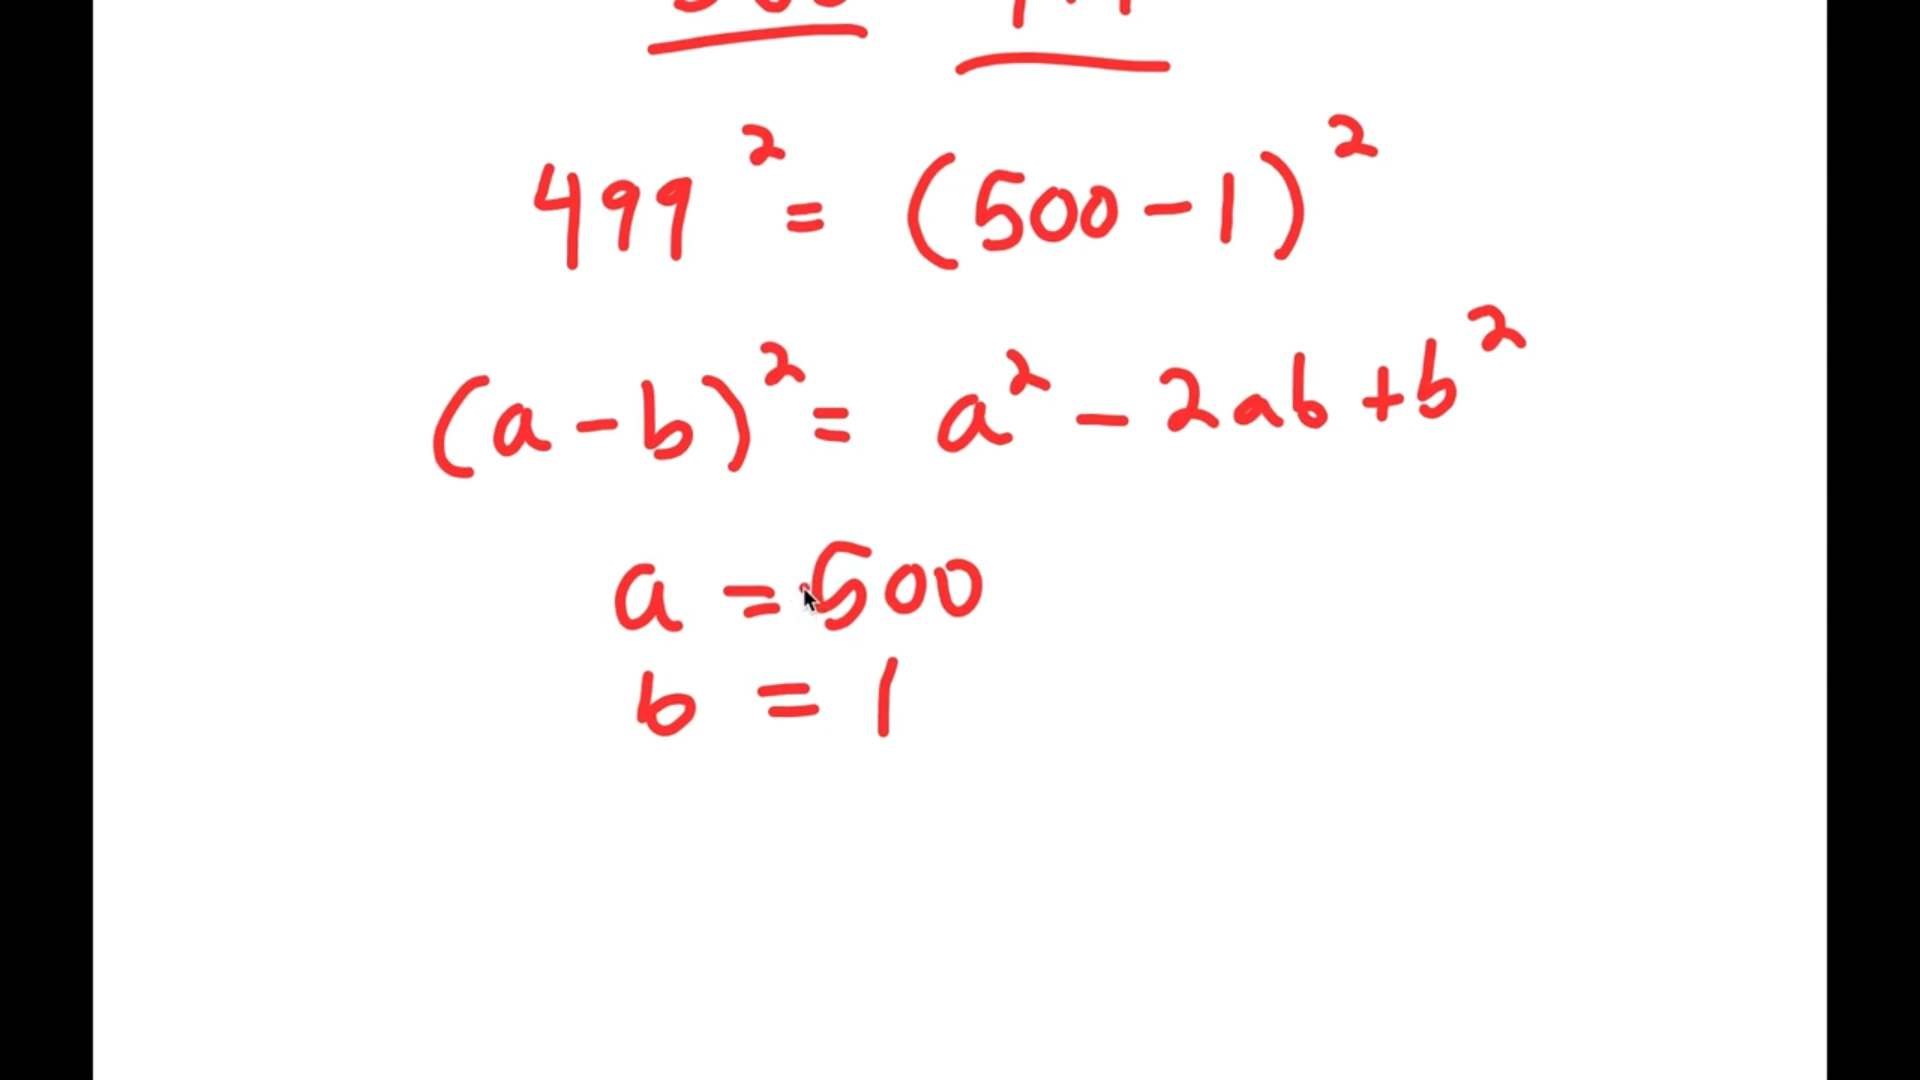 499² = (500-1)²
(a-b)² = a² - 2ab + b²
a = 500
b = 1